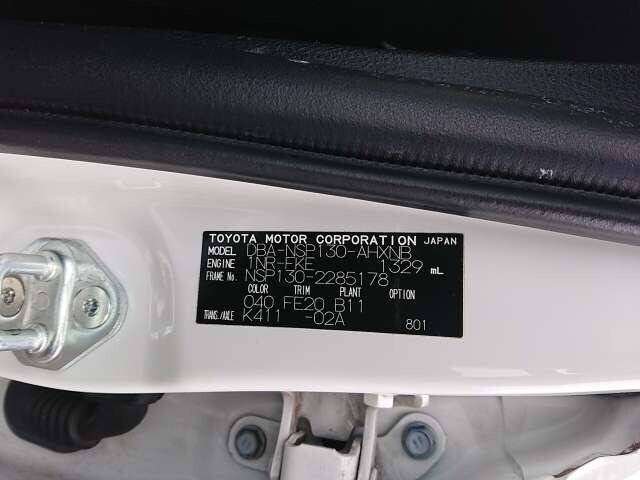 TOYOTA MOTOR CORPORATION JAPAN
MODEL DBA-NSP130-AHXNB
ENGINE 1NR-FKE 1329 mL
FRAME No. NSP130-2285178
COLOR TRIM PLANT OPTION
040 FE20 B11
TRANS./AXLE K411 -02A 801